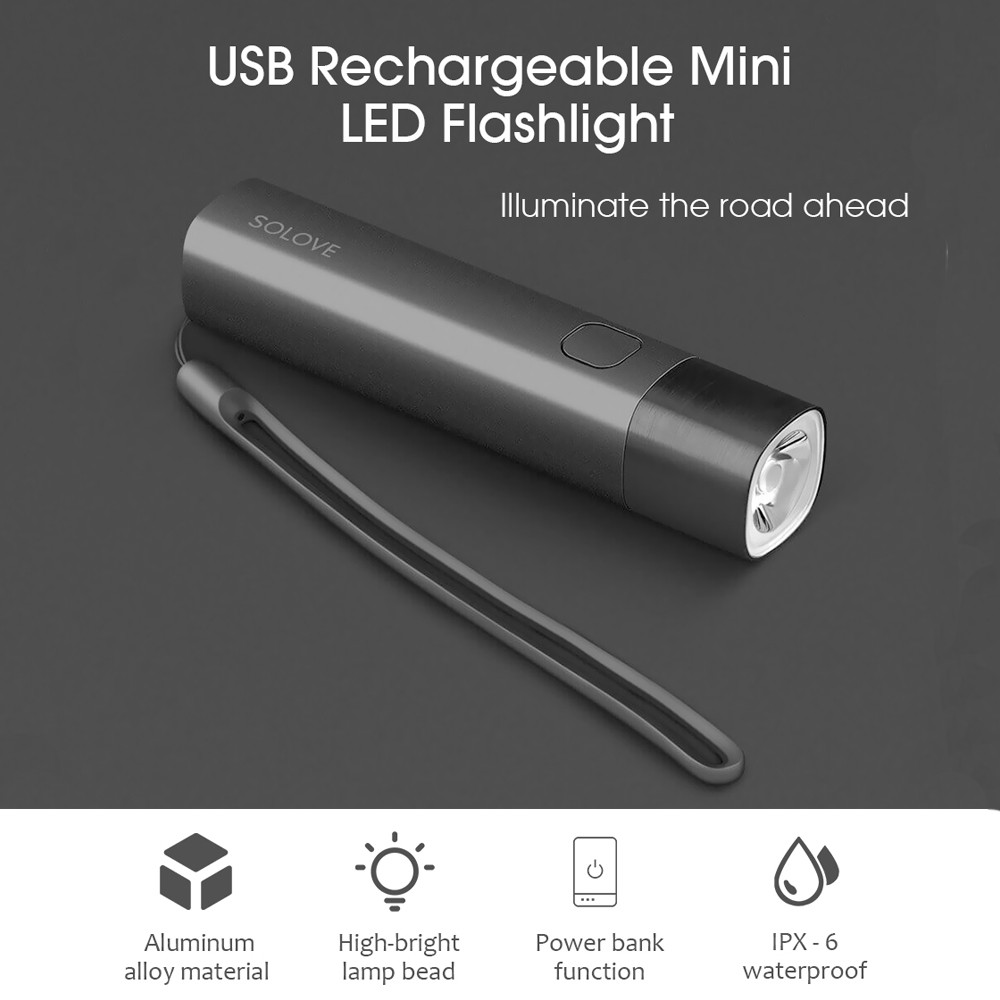 USB Rechargeable Mini
LED Flashlight
Illuminate the road ahead
SOLOVE
Aluminum
alloy material
High-bright
lamp bead
Power bank
function
IPX - 6
waterproof